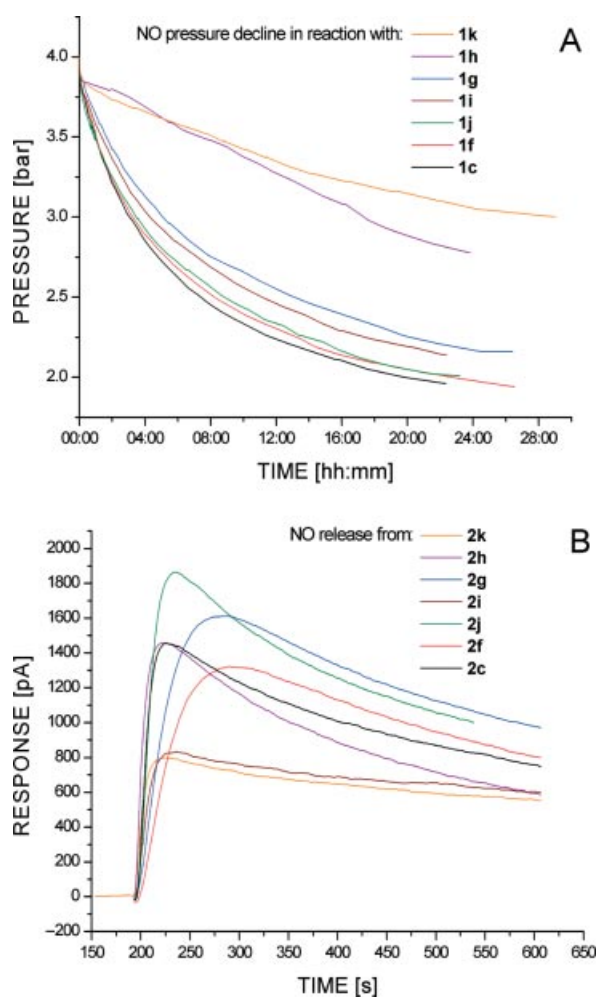 NO pressure decline in reaction with:
1k
A
1h
1g
1i
1j
1f
1c
4.0
3.5
3.0
2.5
2.0
PRESSURE [bar]
00:00 04:00 08:00 12:00 16:00 20:00 24:00 28:00
TIME [hh:mm]
NO release from:
2k
B
2h
2g
2i
2j
2f
2c
2000
1800
1600
1400
1200
1000
800
600
400
200
0
−200
RESPONSE [pA]
150 200 250 300 350 400 450 500 550 600 650
TIME [s]